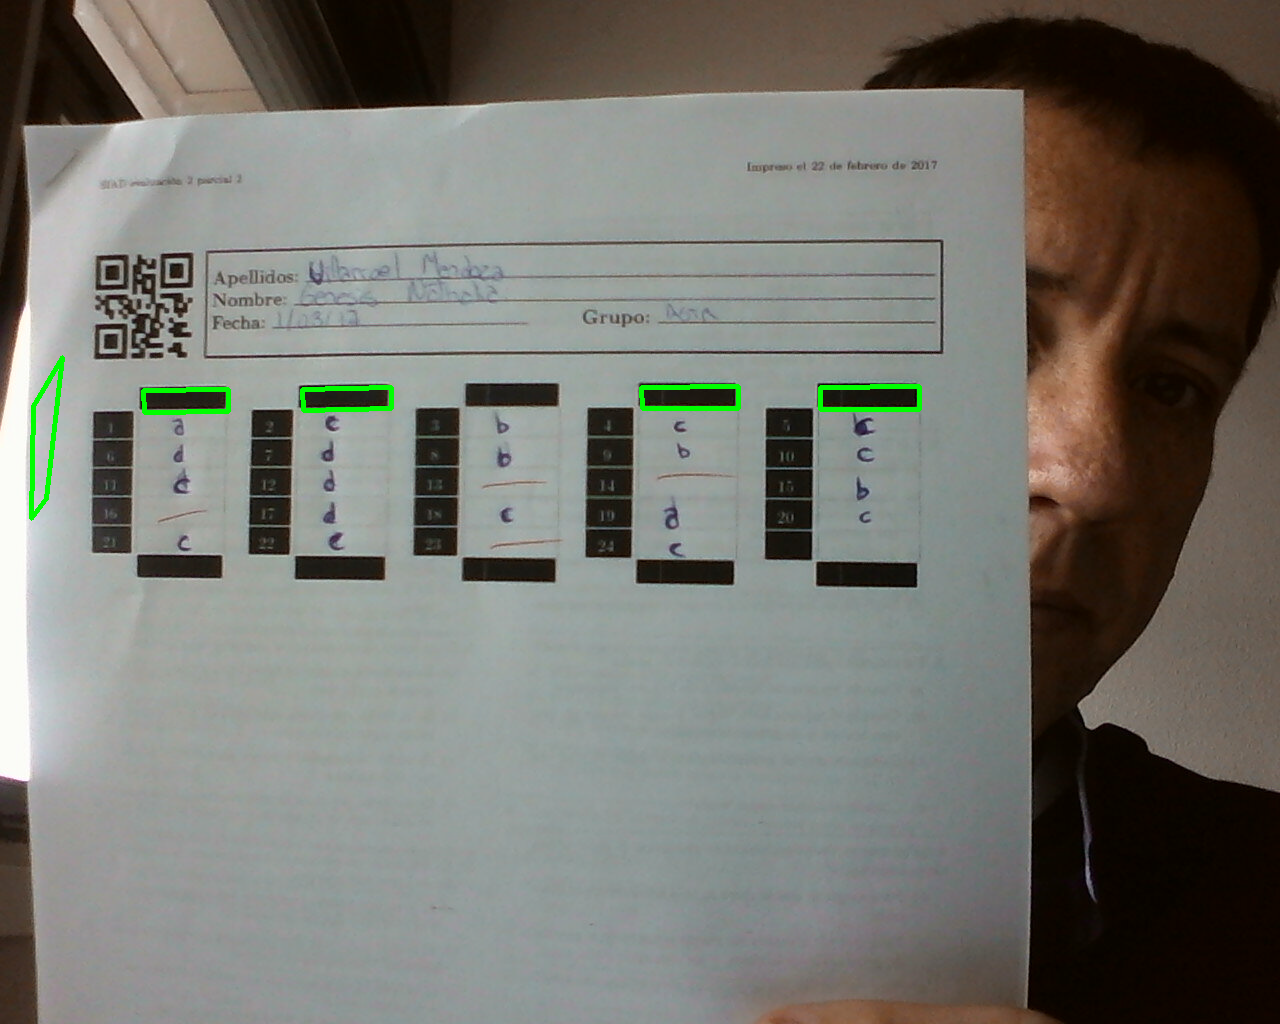 SIAD evaluación 2 parcial 2
Impreso el 22 de febrero de 2017
Apellidos: Villarroel Mendoza
Nombre: Genesis Nathalie
Fecha: 1/03/17 Grupo:
1 a 2 c 3 b 4 c 5 c
6 d 7 d 8 b 9 b 10 c
11 d 12 d 13 14 15 b
16 17 d 18 c 19 d 20 c
21 c 22 c 23 24 c